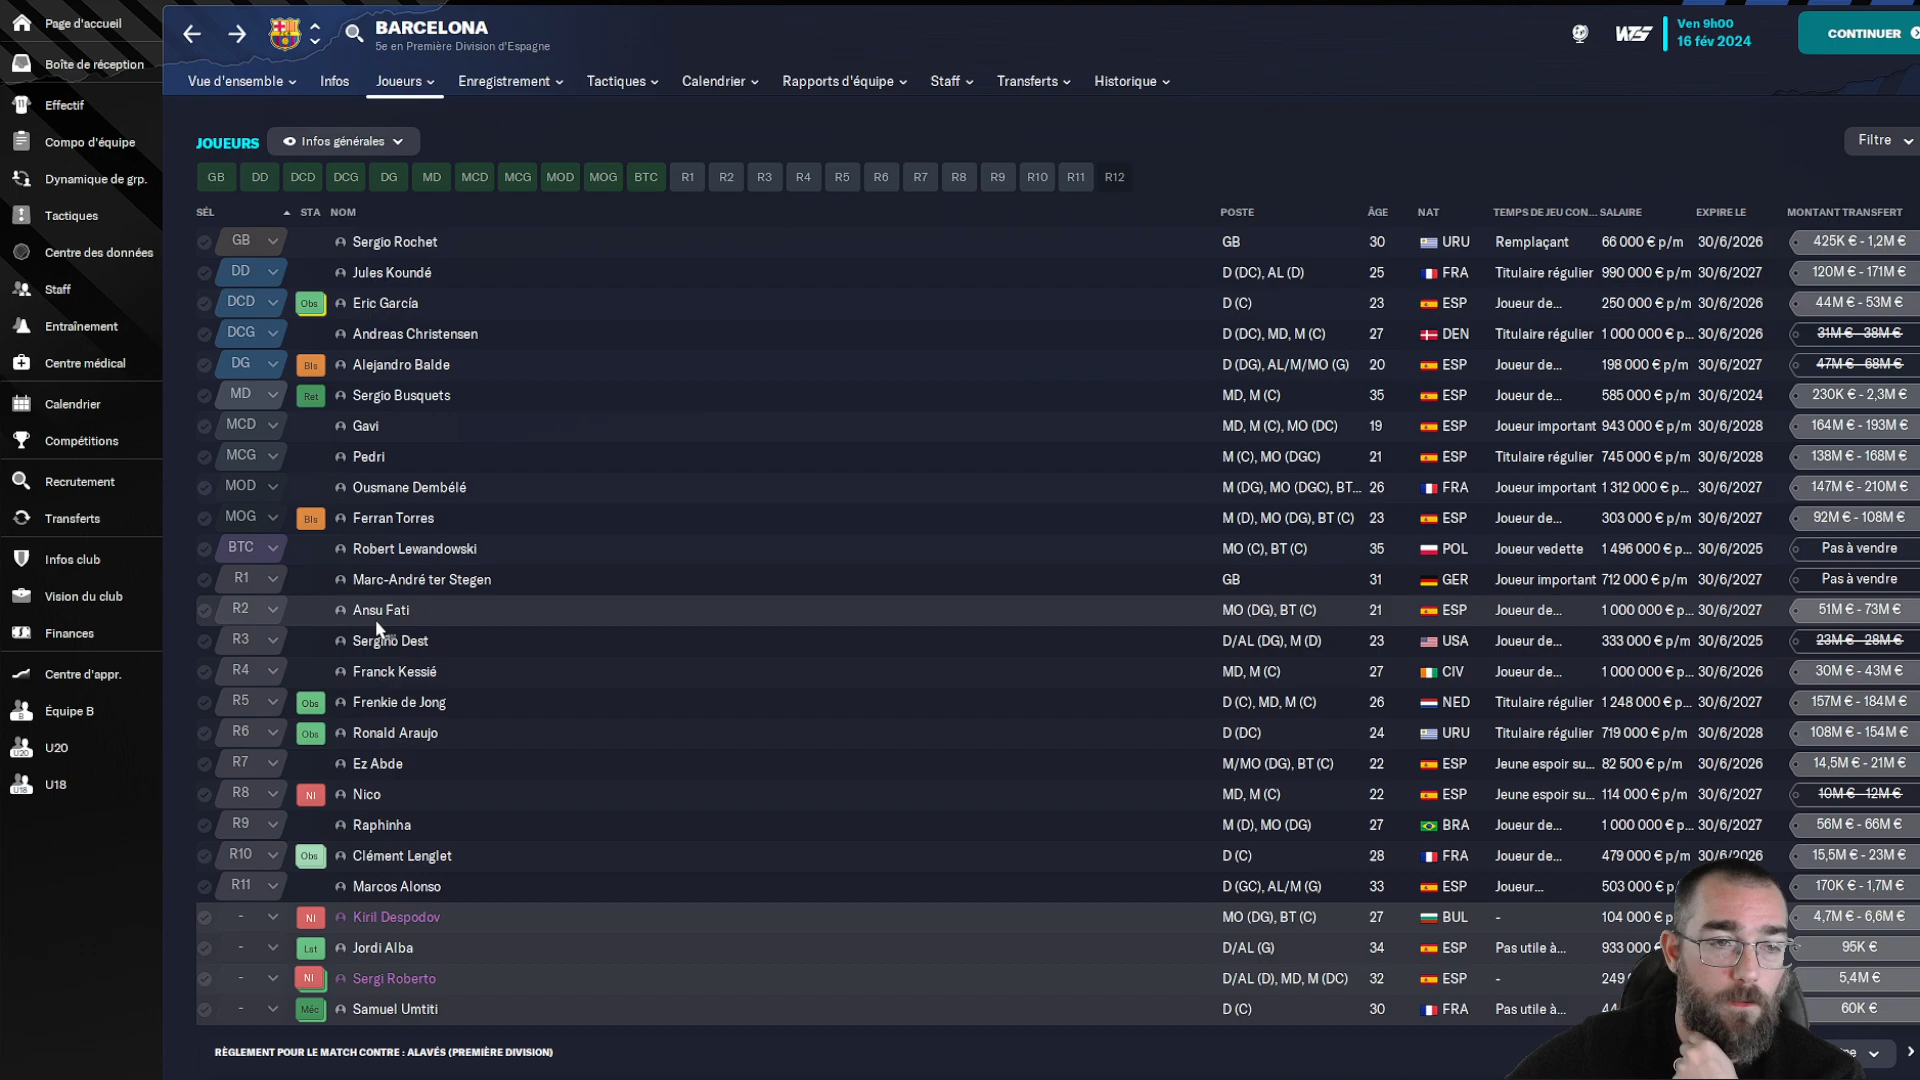 Page d'accueil
Boîte de réception
Effectif
Compo d'équipe
Dynamique de grp.
Tactiques
Centre des données
Staff
Entraînement
Centre médical
Calendrier
Compétitions
Recrutement
Transferts
Infos club
Vision du club
Finances
Centre d'appr.
Équipe B
U20
U18
BARCELONA
5e en Première Division d'Espagne
Ven 9h00
16 fév 2024
CONTINUER
Vue d'ensemble Infos Joueurs Enregistrement Tactiques Calendrier Rapports d'équipe Staff Transferts Historique
JOUEURS Infos générales Filtre
GB DD DCD DCG DG MD MCD MCG MOD MOG BTC R1 R2 R3 R4 R5 R6 R7 R8 R9 R10 R11 R12
SÉL STA NOM POSTE ÂGE NAT TEMPS DE JEU CON... SALAIRE EXPIRE LE MONTANT TRANSFERT
GB Sergio Rochet GB 30 URU Remplaçant 66 000 € p/m 30/6/2026 425K € - 1,2M €
DD Jules Koundé D (DC), AL (D) 25 FRA Titulaire régulier 990 000 € p/m 30/6/2027 120M € - 171M €
DCD Obs Eric García D (C) 23 ESP Joueur de... 250 000 € p/m 30/6/2026 44M € - 53M €
DCG Andreas Christensen D (DC), MD, M (C) 27 DEN Titulaire régulier 1 000 000 € p... 30/6/2026 31M € - 38M €
DG Bls Alejandro Balde D (DG), AL/M/MO (G) 20 ESP Joueur de... 198 000 € p/m 30/6/2027 47M € - 68M €
MD Ret Sergio Busquets MD, M (C) 35 ESP Joueur de... 585 000 € p/m 30/6/2024 230K € - 2,3M €
MCD Gavi MD, M (C), MO (DC) 19 ESP Joueur important 943 000 € p/m 30/6/2028 164M € - 193M €
MCG Pedri M (C), MO (DGC) 21 ESP Titulaire régulier 745 000 € p/m 30/6/2028 138M € - 168M €
MOD Ousmane Dembélé M (DG), MO (DGC), BT... 26 FRA Joueur important 1 312 000 € p... 30/6/2027 147M € - 210M €
MOG Bls Ferran Torres M (D), MO (DG), BT (C) 23 ESP Joueur de... 303 000 € p/m 30/6/2027 92M € - 108M €
BTC Robert Lewandowski MO (C), BT (C) 35 POL Joueur vedette 1 496 000 € p... 30/6/2025 Pas à vendre
R1 Marc-André ter Stegen GB 31 GER Joueur important 712 000 € p/m 30/6/2028 Pas à vendre
R2 Ansu Fati MO (DG), BT (C) 21 ESP Joueur de... 1 000 000 € p... 30/6/2027 51M € - 73M €
R3 Sergino Dest D/AL (DG), M (D) 23 USA Joueur de... 333 000 € p/m 30/6/2025 23M € - 28M €
R4 Franck Kessié MD, M (C) 27 CIV Joueur de... 1 000 000 € p... 30/6/2026 30M € - 43M €
R5 Obs Frenkie de Jong D (C), MD, M (C) 26 NED Titulaire régulier 1 248 000 € p... 30/6/2027 157M € - 184M €
R6 Obs Ronald Araujo D (DC) 24 URU Titulaire régulier 719 000 € p/m 30/6/2028 108M € - 154M €
R7 Ez Abde M/MO (DG), BT (C) 22 ESP Jeune espoir su... 82 500 € p/m 30/6/2026 14,5M € - 21M €
R8 NI Nico MD, M (C) 22 ESP Jeune espoir su... 114 000 € p/m 30/6/2027 10M € - 12M €
R9 Raphinha M (D), MO (DG) 27 BRA Joueur de... 1 000 000 € p... 30/6/2027 56M € - 66M €
R10 Obs Clément Lenglet D (C) 28 FRA Joueur de... 479 000 € p/m 30/6/2026 15,5M € - 23M €
R11 Marcos Alonso D (GC), AL/M (G) 33 ESP Joueur... 503 000 € p/ 170K € - 1,7M €
- NI Kiril Despodov MO (DG), BT (C) 27 BUL - 104 000 € 4,7M € - 6,6M €
- Lst Jordi Alba D/AL (G) 34 ESP Pas utile à... 933 000 95K €
- NI Sergi Roberto D/AL (D), MD, M (DC) 32 ESP - 249 5,4M €
- Méc Samuel Umtiti D (C) 30 FRA Pas utile à... 44 60K €
RÈGLEMENT POUR LE MATCH CONTRE : ALAVÉS (PREMIÈRE DIVISION)